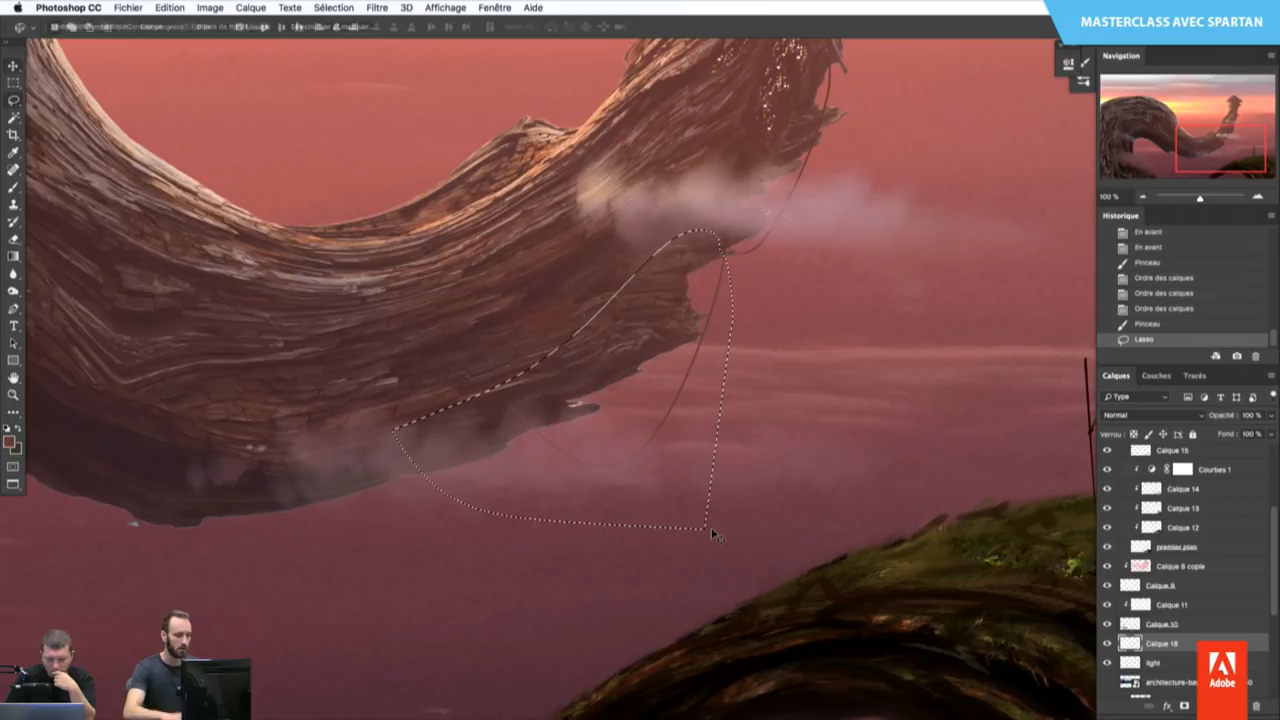 Photoshop CC Fichier Edition Image Calque Texte Sélection Filtre 3D Affichage Fenêtre Aide
MASTERCLASS AVEC SPARTAN
Navigation
100 %
Historique
En avant
En avant
Pinceau
Ordre des calques
Ordre des calques
Ordre des calques
Pinceau
Lasso
Calques Couches Tracés
Type
Normal Opacité : 100 %
Verrou : Fond : 100 %
Calque 15
Courbes 1
Calque 14
Calque 13
Calque 12
premier plan
Calque 8 copie
Calque 9
Calque 11
Calque 10
Calque 18
light
Adobe